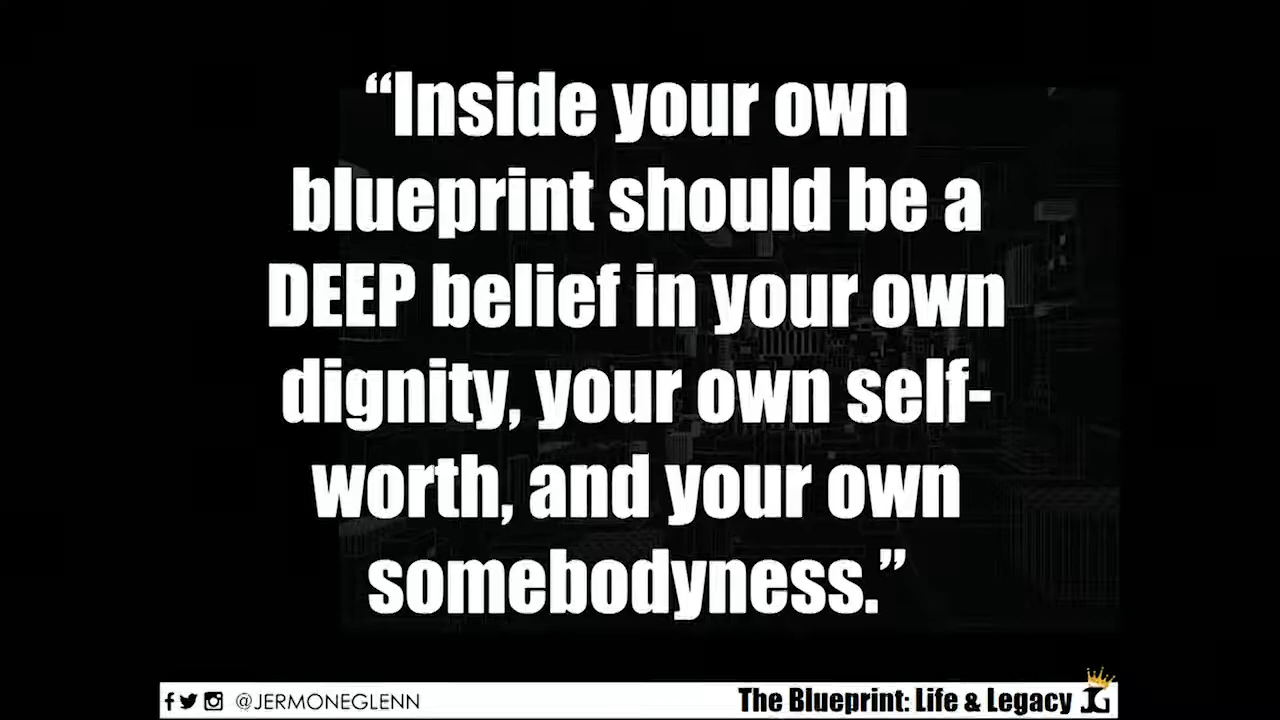 “Inside your own
blueprint should be a
DEEP belief in your own
dignity, your own self-
worth, and your own
somebodyness.”
@JERMONEGLENN
The Blueprint: Life & Legacy JG